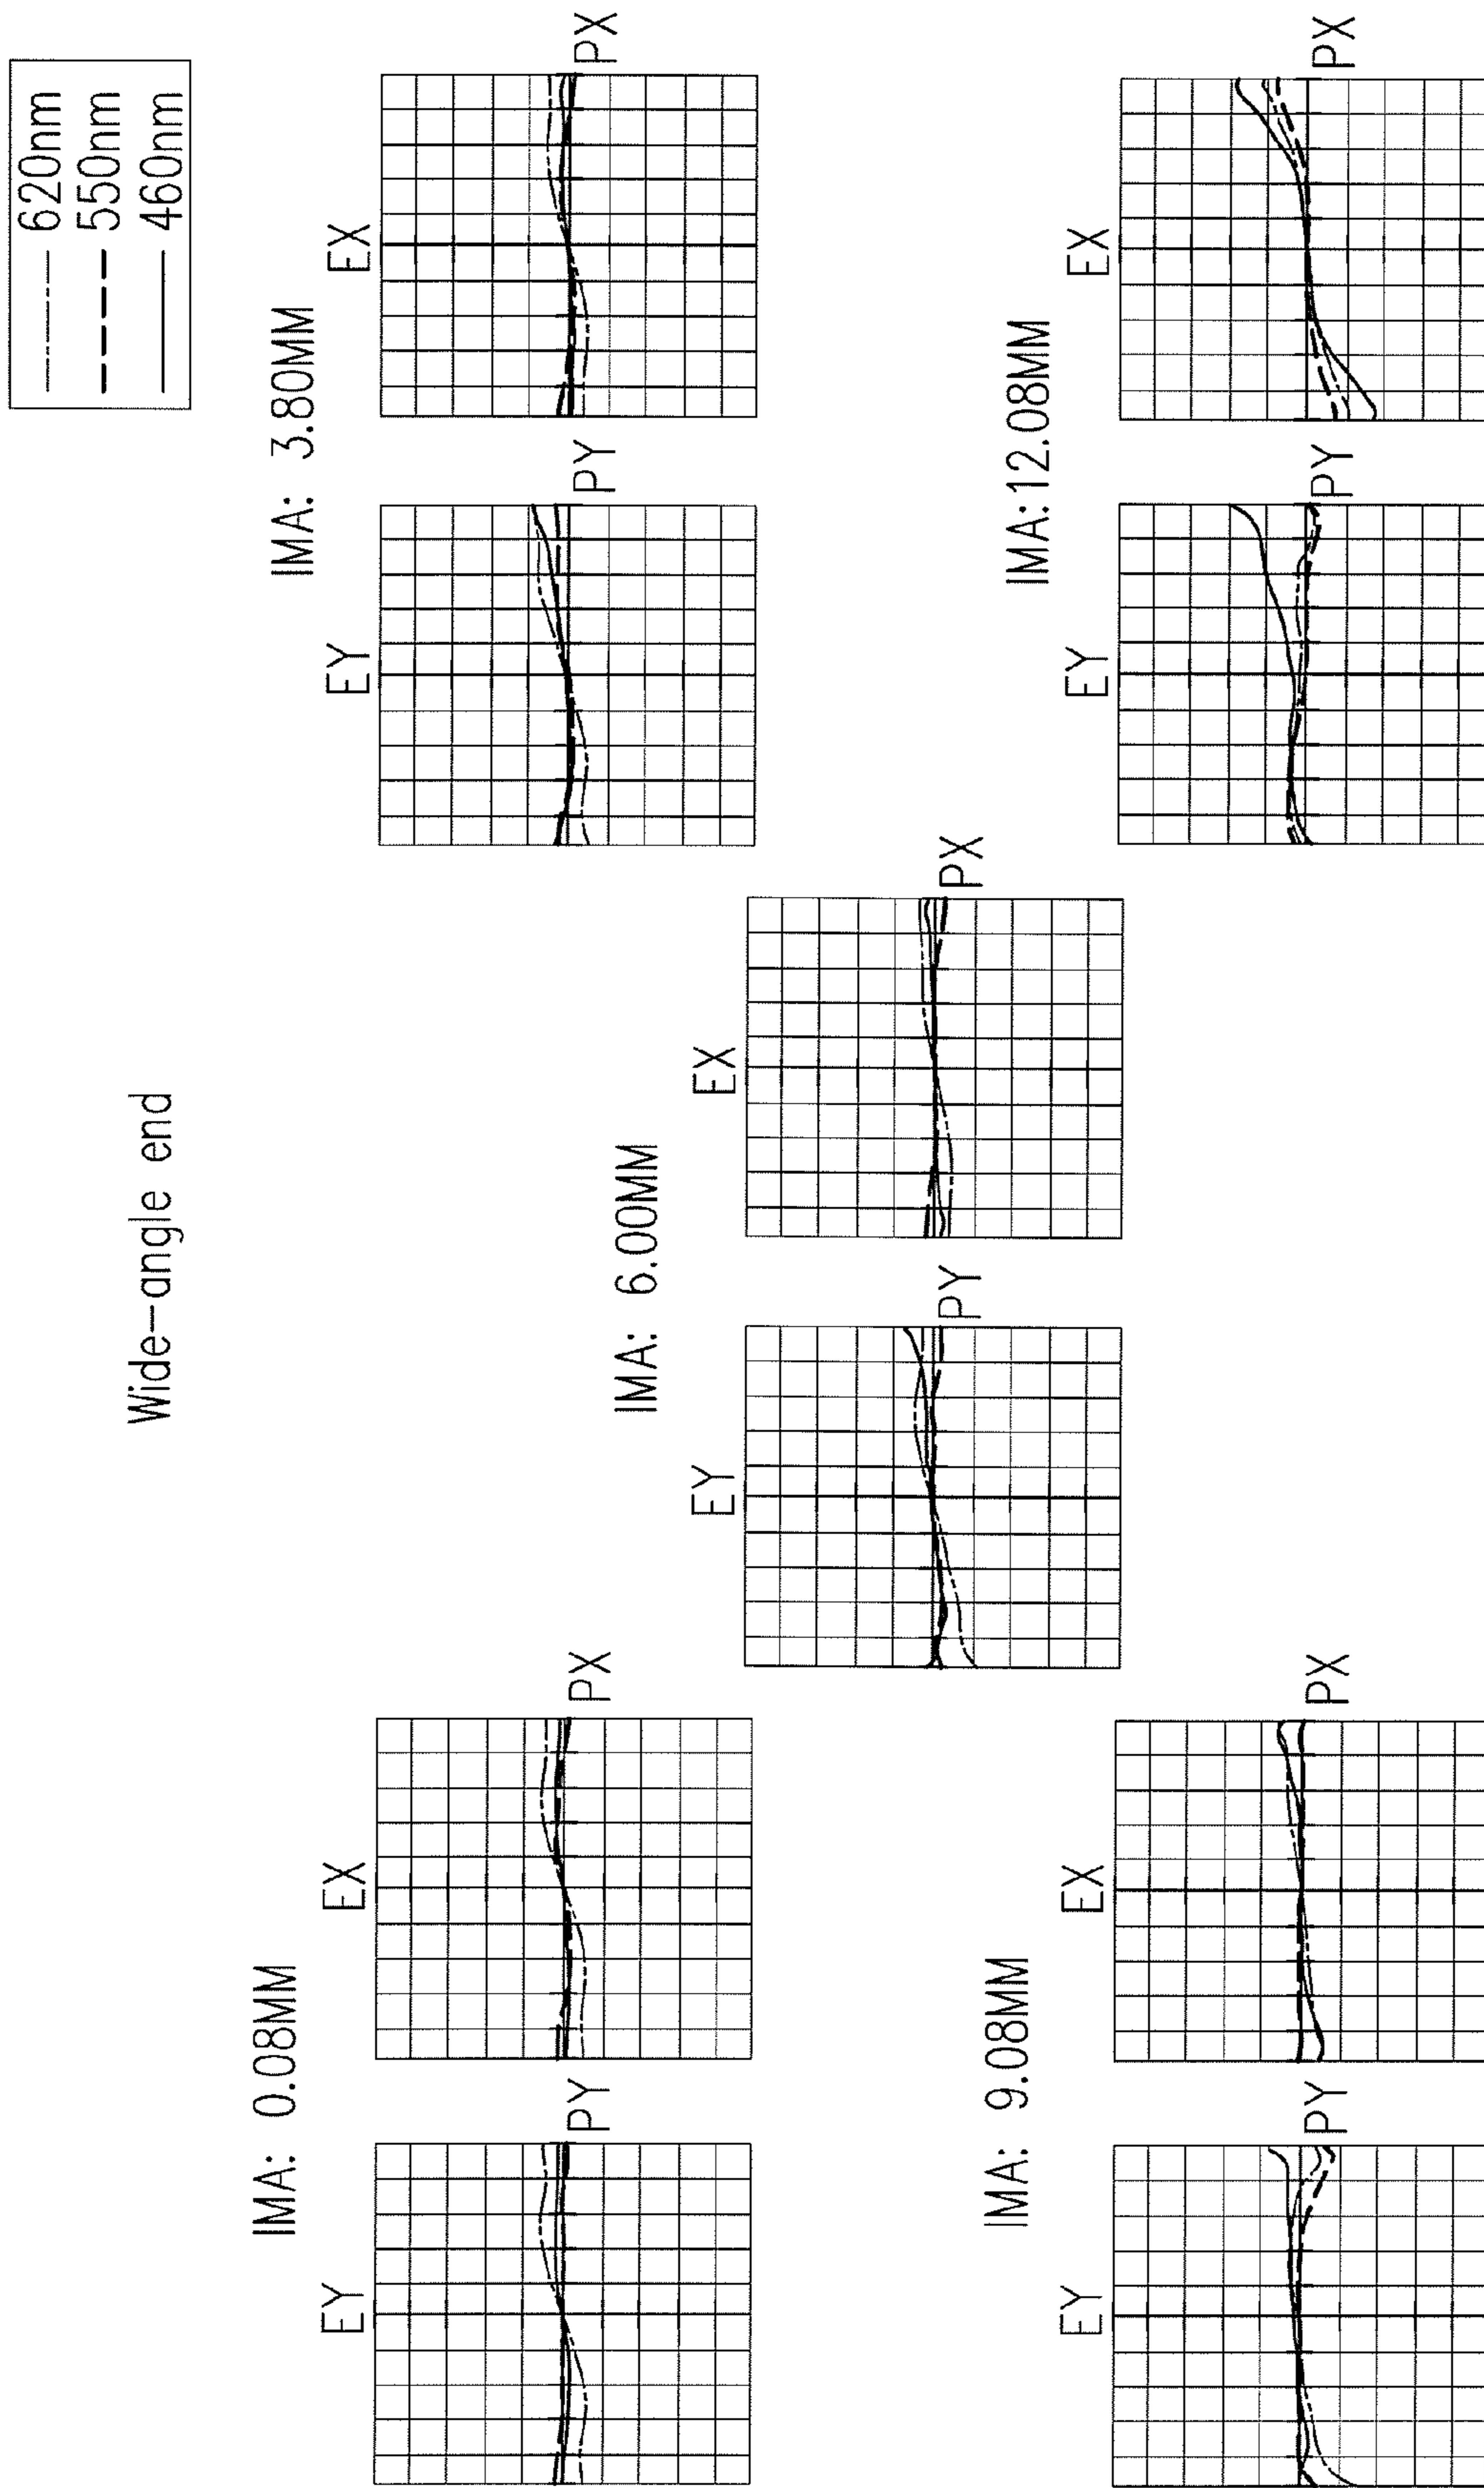 Wide-angle end
620nm
550nm
460nm
IMA: 0.08MM
EY
PY
EX
PX
IMA: 3.80MM
EY
PY
EX
PX
IMA: 6.00MM
EY
PY
EX
PX
IMA: 9.08MM
EY
PY
EX
PX
IMA:12.08MM
EY
PY
EX
PX